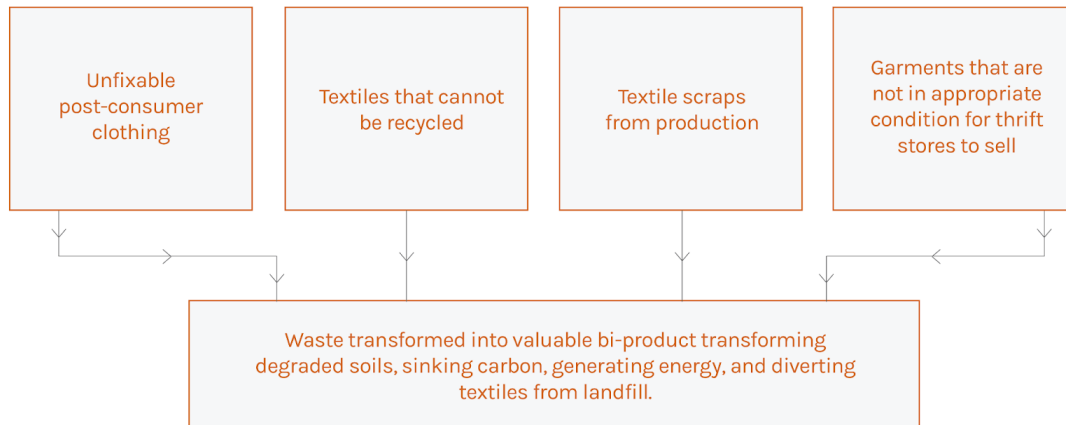 Unfixable
post-consumer
clothing
Textiles that cannot
be recycled
Textile scraps
from production
Garments that are
not in appropriate
condition for thrift
stores to sell
Waste transformed into valuable bi-product transforming
degraded soils, sinking carbon, generating energy, and diverting
textiles from landfill.